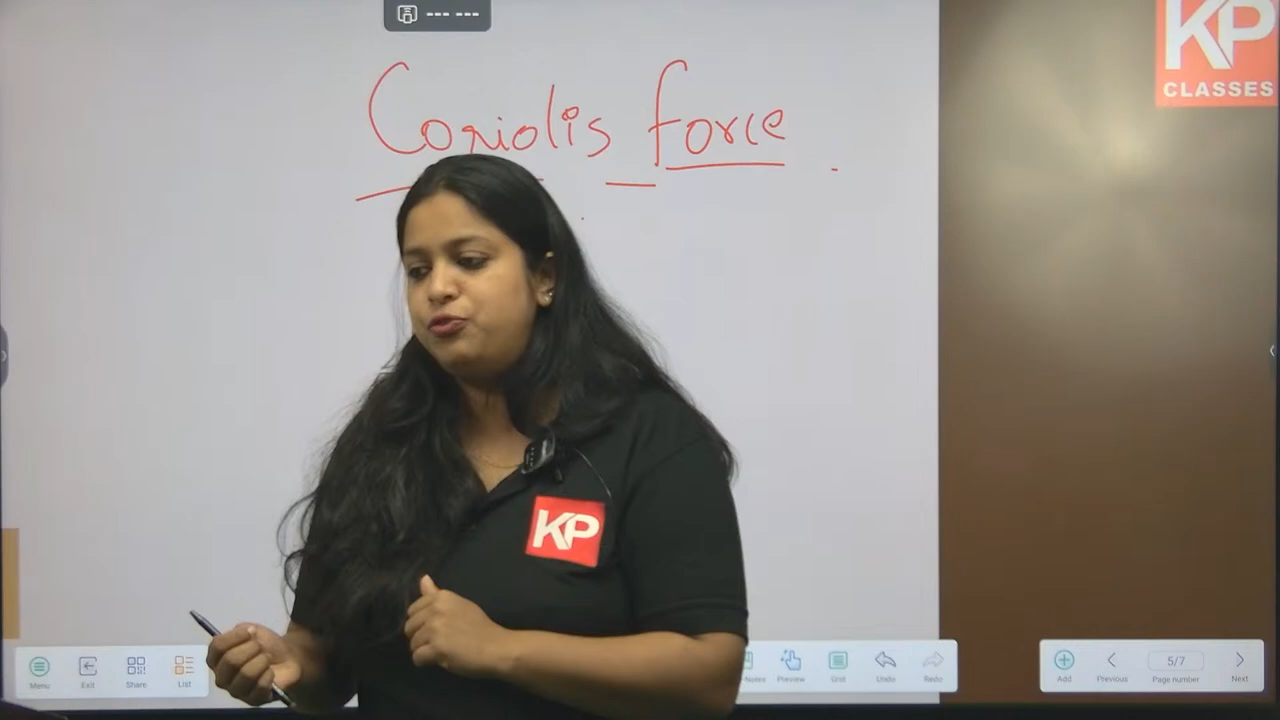 --- ---
KP
CLASSES
Coriolis force
KP
Menu
Exit
Share
List
Preview
Grid
Undo
Redo
Add
Previous
5/7
Page number
Next